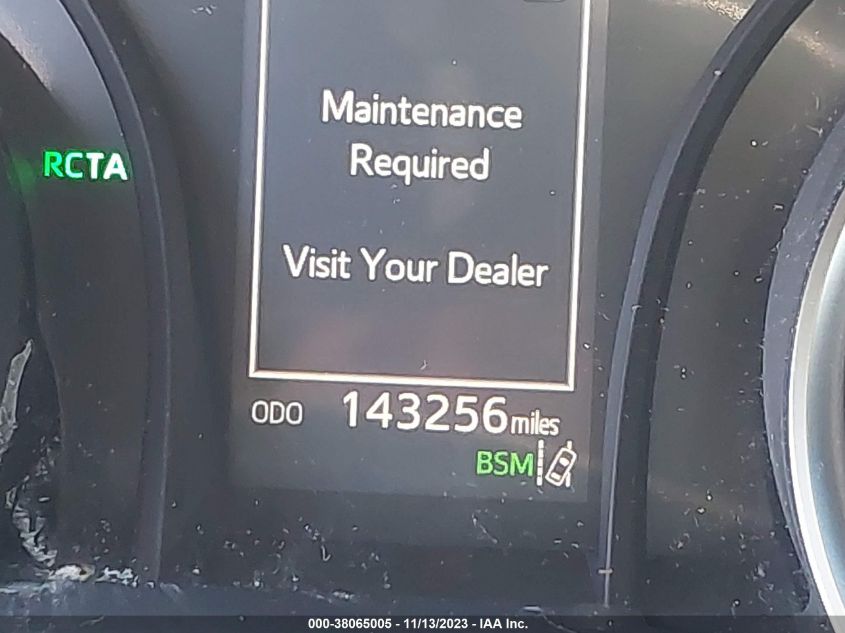 Maintenance
Required
RCTA
Visit Your Dealer
ODO 143256 miles
BSM
000-38065005 - 11/13/2023 - IAA Inc.